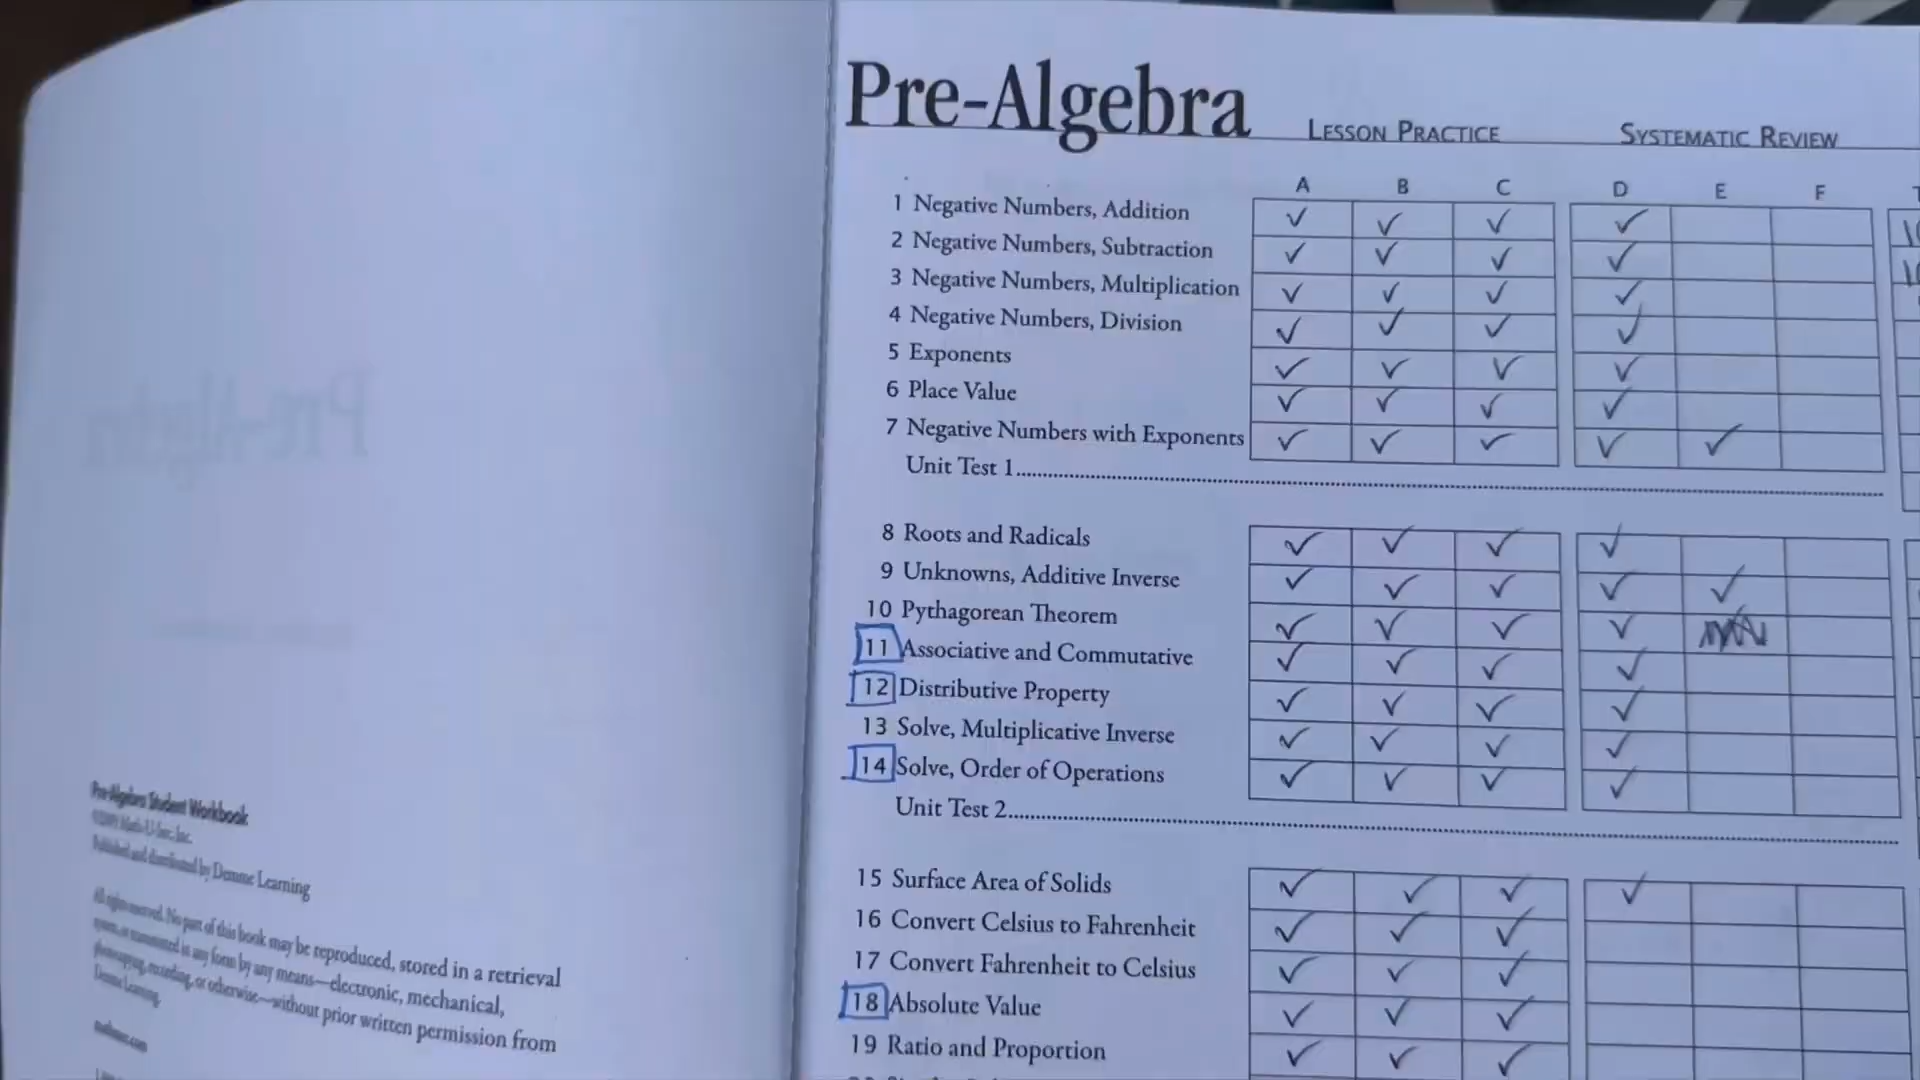 Pre-Algebra Student Workbook
©2009 Math-U-See, Inc.
Published and distributed by Demme Learning
All rights reserved. No part of this book may be reproduced, stored in a retrieval
system, or transmitted in any form by any means—electronic, mechanical,
photocopying, recording, or otherwise—without prior written permission from
Demme Learning.
Pre-Algebra
LESSON PRACTICE SYSTEMATIC REVIEW
A B C D E F
1 Negative Numbers, Addition ✓ ✓ ✓ ✓
2 Negative Numbers, Subtraction ✓ ✓ ✓ ✓
3 Negative Numbers, Multiplication ✓ ✓ ✓ ✓
4 Negative Numbers, Division ✓ ✓ ✓ ✓
5 Exponents ✓ ✓ ✓ ✓
6 Place Value ✓ ✓ ✓ ✓
7 Negative Numbers with Exponents ✓ ✓ ✓ ✓ ✓
Unit Test 1
8 Roots and Radicals ✓ ✓ ✓ ✓
9 Unknowns, Additive Inverse ✓ ✓ ✓ ✓ ✓
10 Pythagorean Theorem ✓ ✓ ✓ ✓
11 Associative and Commutative ✓ ✓ ✓ ✓
12 Distributive Property ✓ ✓ ✓ ✓
13 Solve, Multiplicative Inverse ✓ ✓ ✓ ✓
14 Solve, Order of Operations ✓ ✓ ✓ ✓
Unit Test 2
15 Surface Area of Solids ✓ ✓ ✓ ✓
16 Convert Celsius to Fahrenheit ✓ ✓ ✓
17 Convert Fahrenheit to Celsius ✓ ✓ ✓
18 Absolute Value ✓ ✓ ✓
19 Ratio and Proportion ✓ ✓ ✓